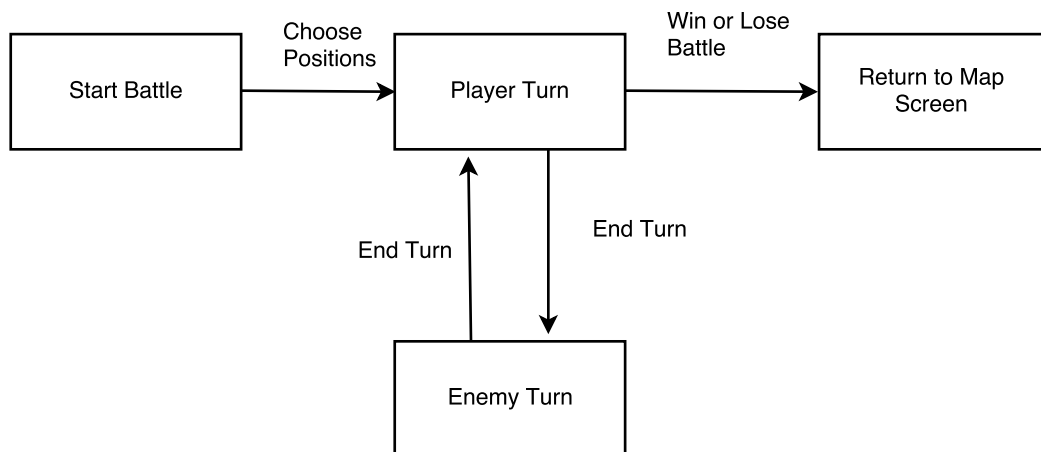 Choose
Positions
Win or Lose
Battle
Start Battle
Player Turn
Return to Map
Screen
End Turn
End Turn
Enemy Turn